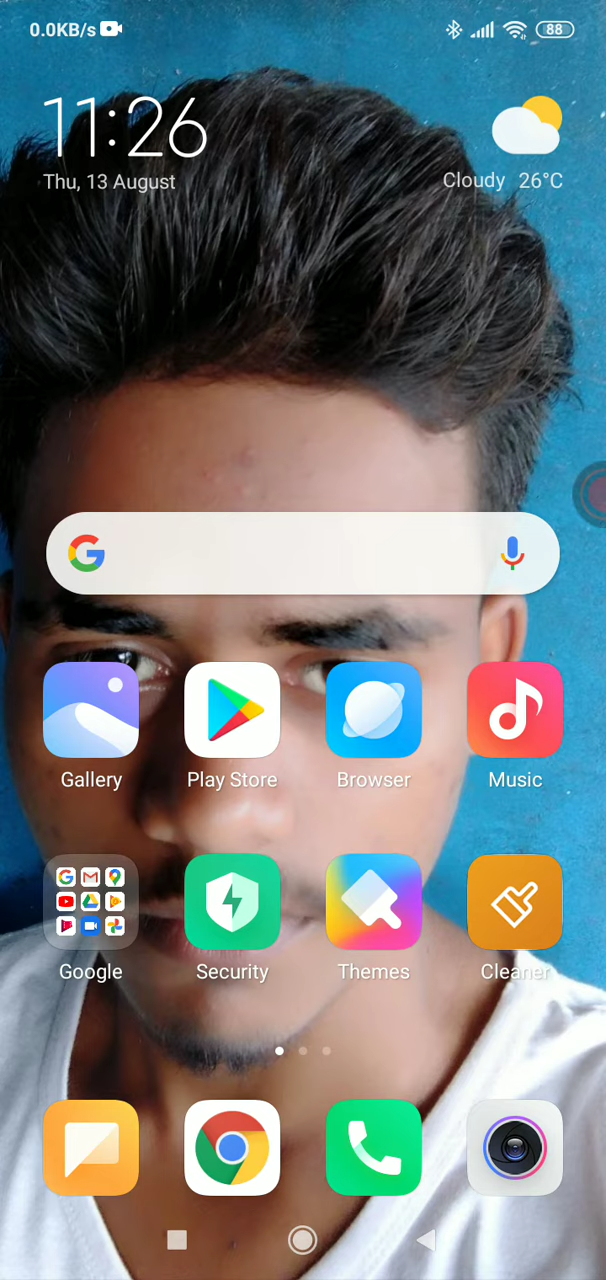 0.0KB/s 88
11:26
Thu, 13 August
Cloudy 26°C
Gallery Play Store Browser Music
Google Security Themes Cleaner